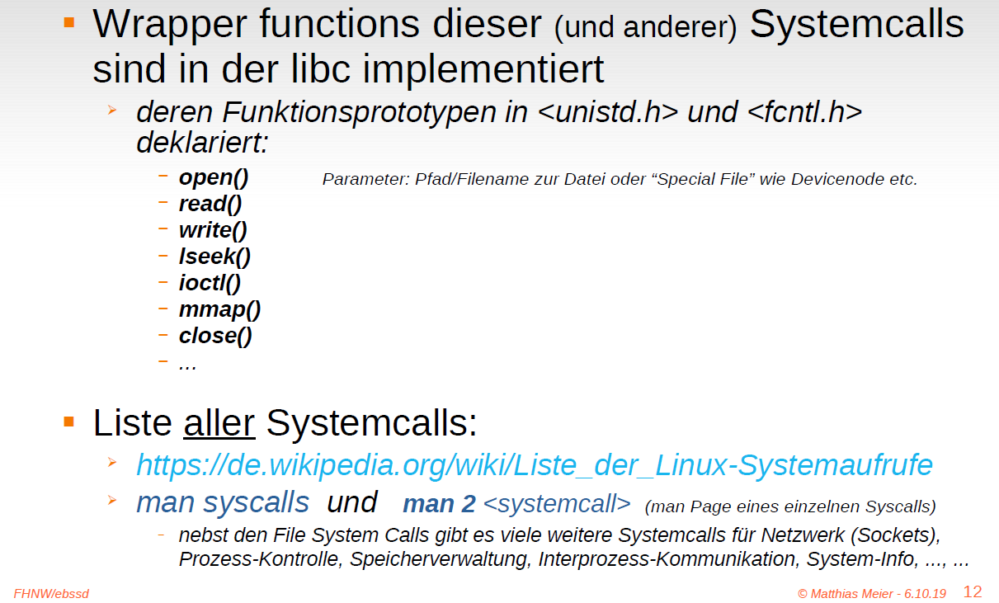 Wrapper functions dieser (und anderer) Systemcalls
sind in der libc implementiert
deren Funktionsprototypen in <unistd.h> und <fcntl.h>
deklariert:
– open() Parameter: Pfad/Filename zur Datei oder “Special File” wie Devicenode etc.
– read()
– write()
– lseek()
– ioctl()
– mmap()
– close()
– ...
Liste aller Systemcalls:
https://de.wikipedia.org/wiki/Liste_der_Linux-Systemaufrufe
man syscalls und man 2 <systemcall> (man Page eines einzelnen Syscalls)
– nebst den File System Calls gibt es viele weitere Systemcalls für Netzwerk (Sockets),
Prozess-Kontrolle, Speicherverwaltung, Interprozess-Kommunikation, System-Info, ..., ...
FHNW/ebssd © Matthias Meier - 6.10.19 12